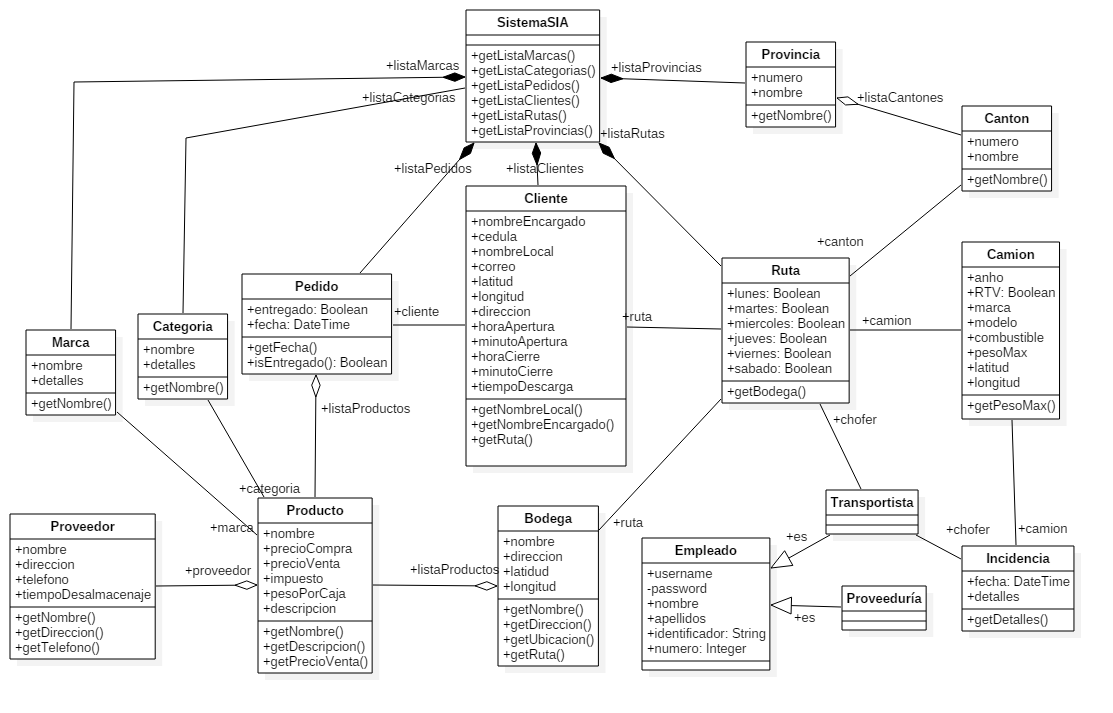 SistemaSIA
+getListaMarcas()
+getListaCategorias()
+getListaPedidos()
+getListaClientes()
+getListaRutas()
+getListaProvincias()
+listaMarcas
+listaCategorias
+listaPedidos
+listaClientes
+listaProvincias
+listaRutas
Provincia
+numero
+nombre
+getNombre()
+listaCantones
Canton
+numero
+nombre
+getNombre()
+canton
Cliente
+nombreEncargado
+cedula
+nombreLocal
+correo
+latitud
+longitud
+direccion
+horaApertura
+minutoApertura
+horaCierre
+minutoCierre
+tiempoDescarga
+getNombreLocal()
+getNombreEncargado()
+getRuta()
+cliente
+ruta
Ruta
+lunes: Boolean
+martes: Boolean
+miercoles: Boolean
+jueves: Boolean
+viernes: Boolean
+sabado: Boolean
+getBodega()
+camion
Camion
+anho
+RTV: Boolean
+marca
+modelo
+combustible
+pesoMax
+latitud
+longitud
+getPesoMax()
Pedido
+entregado: Boolean
+fecha: DateTime
+getFecha()
+isEntregado(): Boolean
+listaProductos
Categoria
+nombre
+detalles
+getNombre()
Marca
+nombre
+detalles
+getNombre()
+categoria
+marca
+chofer
Proveedor
+nombre
+direccion
+telefono
+tiempoDesalmacenaje
+getNombre()
+getDireccion()
+getTelefono()
+proveedor
Producto
+nombre
+precioCompra
+precioVenta
+impuesto
+pesoPorCaja
+descripcion
+getNombre()
+getDescripcion()
+getPrecioVenta()
+listaProductos
Bodega
+nombre
+direccion
+latidud
+longitud
+getNombre()
+getDireccion()
+getUbicacion()
+getRuta()
+ruta
Empleado
+username
-password
+nombre
+apellidos
+identificador: String
+numero: Integer
+es
+es
Transportista
Proveeduría
+chofer
+camion
Incidencia
+fecha: DateTime
+detalles
+getDetalles()